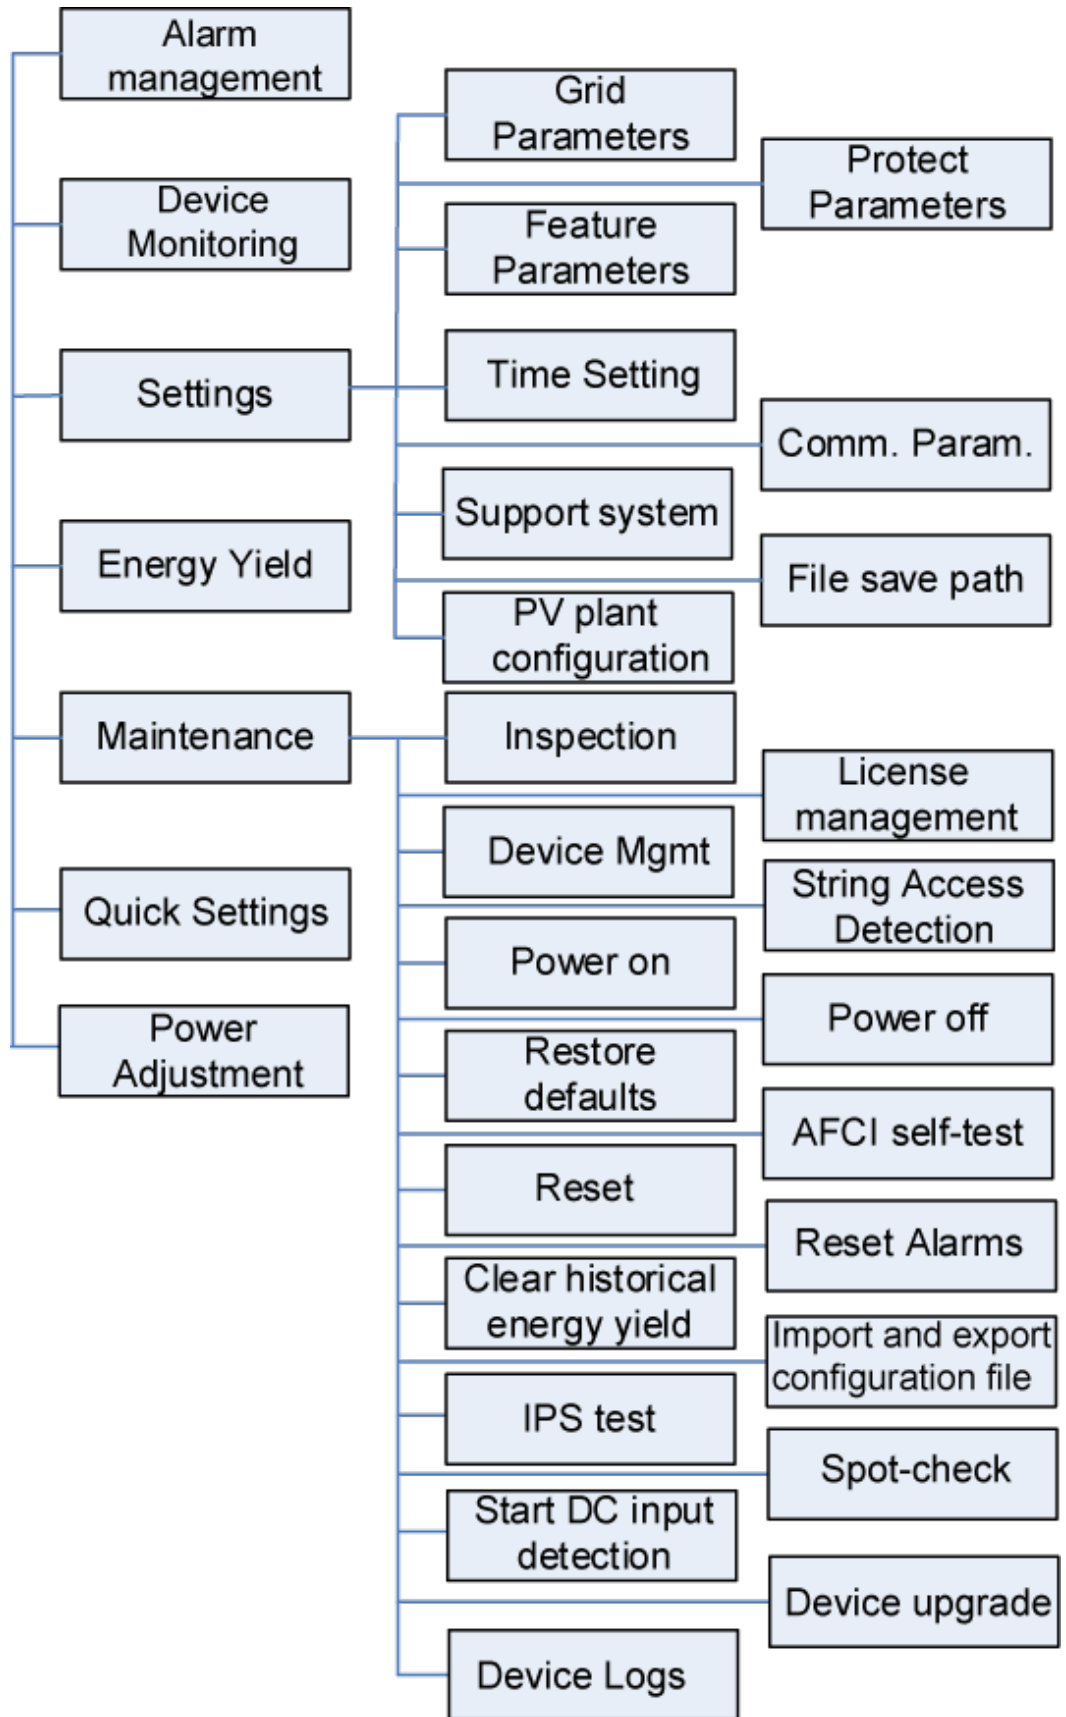 Alarm
management
Device
Monitoring
Settings
Energy Yield
Maintenance
Quick Settings
Power
Adjustment
Grid
Parameters
Protect
Parameters
Feature
Parameters
Time Setting
Comm. Param.
Support system
File save path
PV plant
configuration
Inspection
License
management
Device Mgmt
String Access
Detection
Power on
Power off
Restore
defaults
AFCI self-test
Reset
Reset Alarms
Clear historical
energy yield
Import and export
configuration file
IPS test
Spot-check
Start DC input
detection
Device upgrade
Device Logs